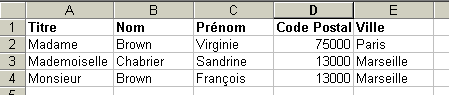 A B C D E
1 Titre Nom Prénom Code Postal Ville
2 Madame Brown Virginie 75000 Paris
3 Mademoiselle Chabrier Sandrine 13000 Marseille
4 Monsieur Brown François 13000 Marseille
5